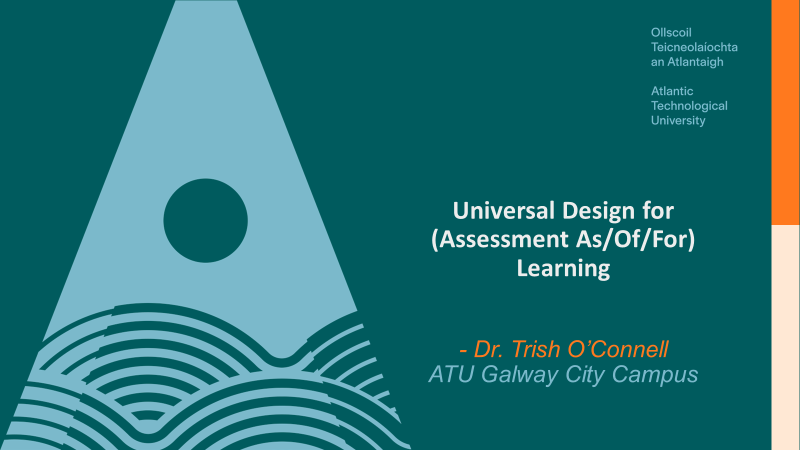 Ollscoil
Teicneolaíochta
an Atlantaigh
Atlantic
Technological
University
Universal Design for
(Assessment As/Of/For)
Learning
- Dr. Trish O’Connell
ATU Galway City Campus